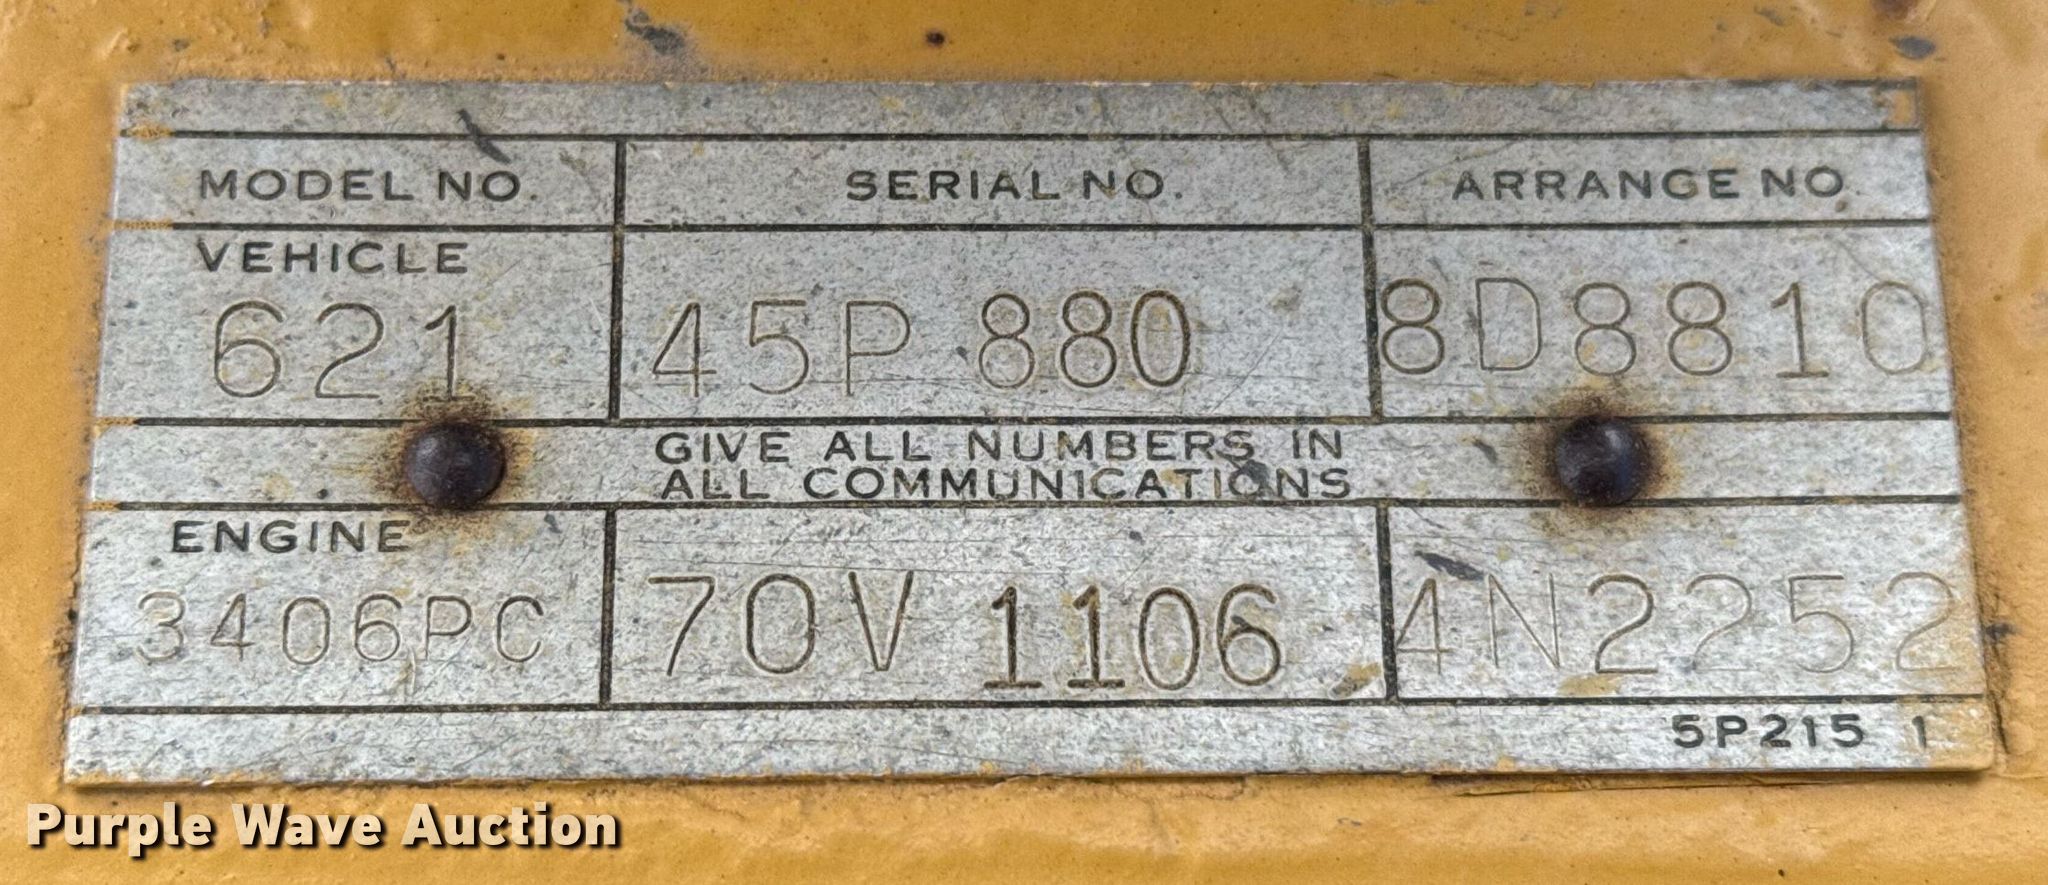 MODEL NO. SERIAL NO. ARRANGE NO.
VEHICLE
621 45P 880 8D8810
GIVE ALL NUMBERS IN
ALL COMMUNICATIONS
ENGINE
3406PC 70V 1106 4N2252
5P215 1
Purple Wave Auction